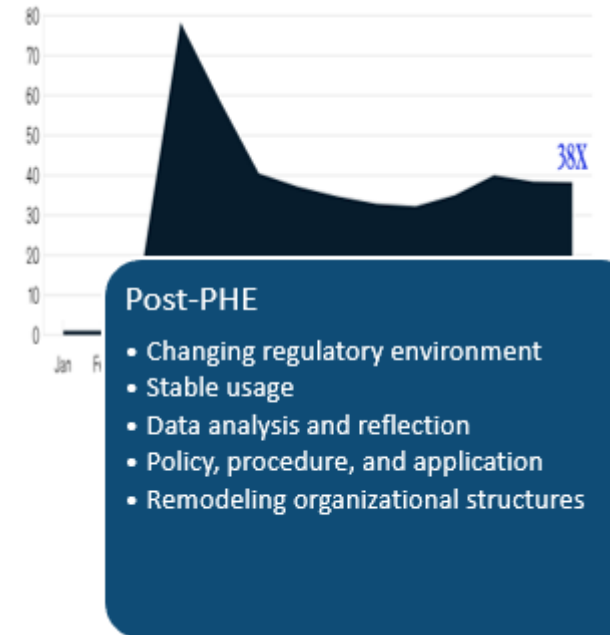 80
70
60
50
40
30
20
10
0
38X
Jan
Post-PHE
• Changing regulatory environment
• Stable usage
• Data analysis and reflection
• Policy, procedure, and application
• Remodeling organizational structures